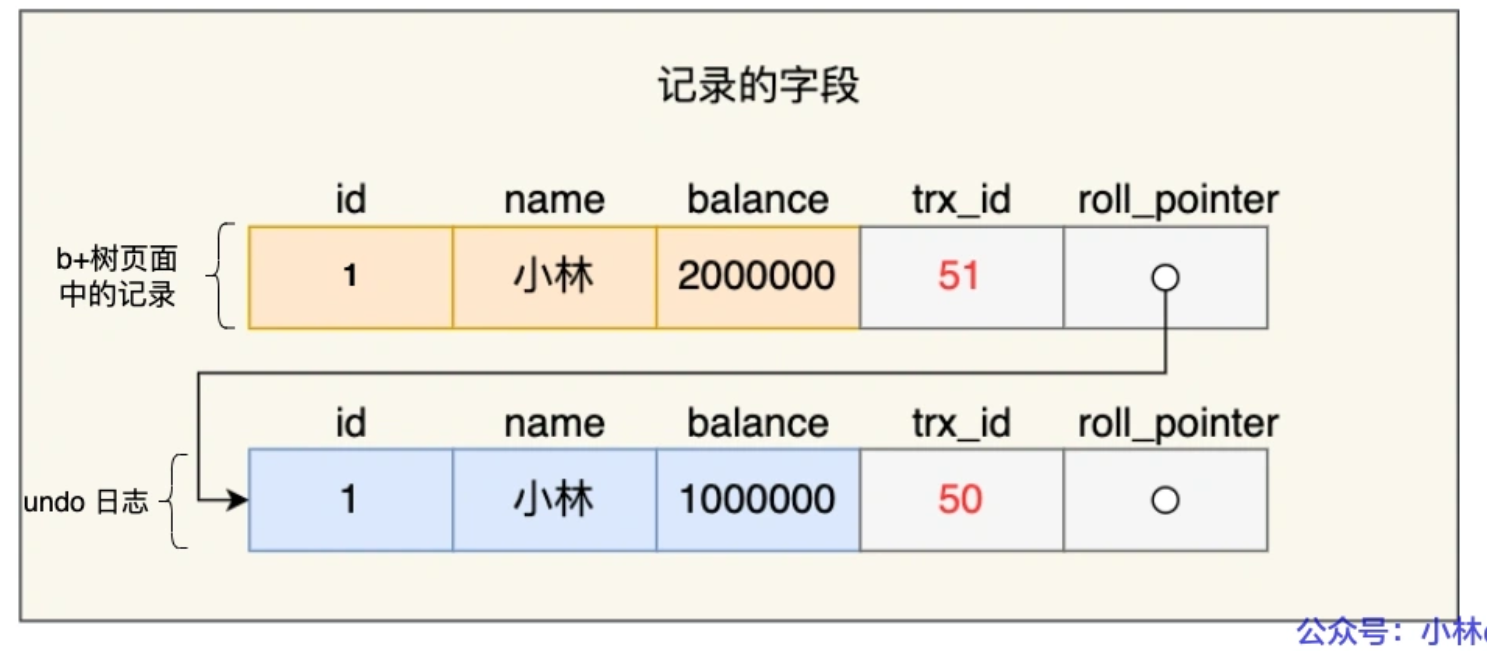 记录的字段
id name balance trx_id roll_pointer
b+树页面
中的记录
1 小林 2000000 51
id name balance trx_id roll_pointer
undo 日志
1 小林 1000000 50
公众号：小林